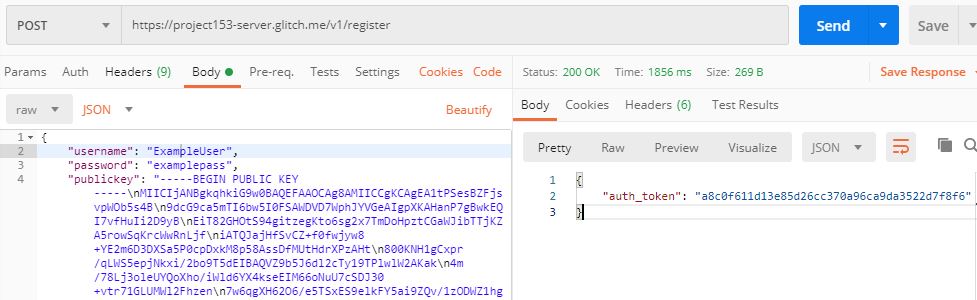 POST https://project153-server.glitch.me/v1/register Send Save
Params Auth Headers (9) Body Pre-req. Tests Settings Cookies Code
Status: 200 OK Time: 1856 ms Size: 269 B Save Response
raw JSON Beautify
Body Cookies Headers (6) Test Results
Pretty Raw Preview Visualize JSON
1 {
2 "username": "ExampleUser",
3 "password": "examplepass",
4 "publickey": "-----BEGIN PUBLIC KEY
-----\nMIICIjANBgkqhkiG9w0BAQEFAAOCAg8AMIICCgKCAgEA1tPSesBZFjs
vpWOb5s4B\n9dcG9ca5mTI6bw5I0FSAWDVD7WphJYVGeAIgpXKAHanP7gBwkEQ
I7vfHuIi2D9yB\nEiT82GHOtS94gitzegKto6sg2x7TmDoHpztCGaWJibTTjKZ
A5rowSqKrcWwRnLjf\niATQJajHfSvCZ+f0fwjyw8
+YE2m6D3DXSa5P0cpDxkM8p58AssDfMUtHdrXPzAHt\n800KNH1gCxpr
/qLWS5epjNkxi/2bo9T5dEIBAQVZ9b5J6dl2cTy19TPlwlW2AKak\n4m
/78Lj3oleUYQoXho/iWld6YX4kseEIM66oNuU7cSDJ30
+vtr71GLUMWl2Fhzen\n7w6qgXH62O6/e5TSxES9elkFY5ai9ZQv/1zODWZ1hg
1 {
2 "auth_token": "a8c0f611d13e85d26cc370a96ca9da3522d7f8f6"
3 }